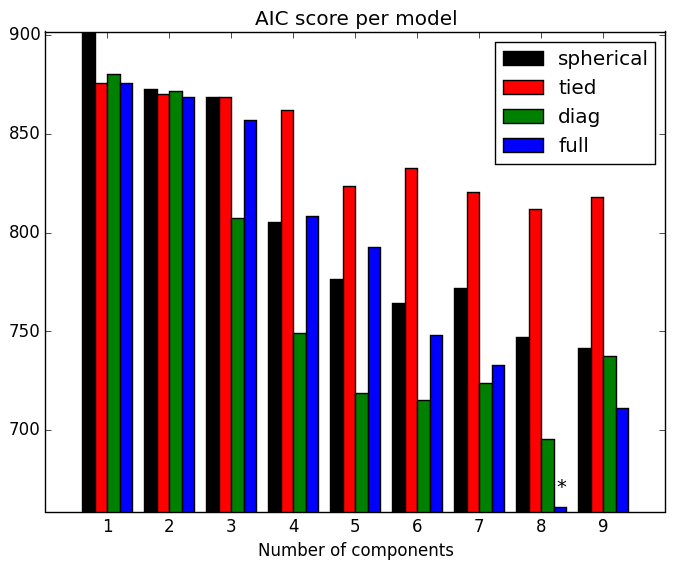 AIC score per model
900
850
800
750
700
spherical
tied
diag
full
*
1 2 3 4 5 6 7 8 9
Number of components